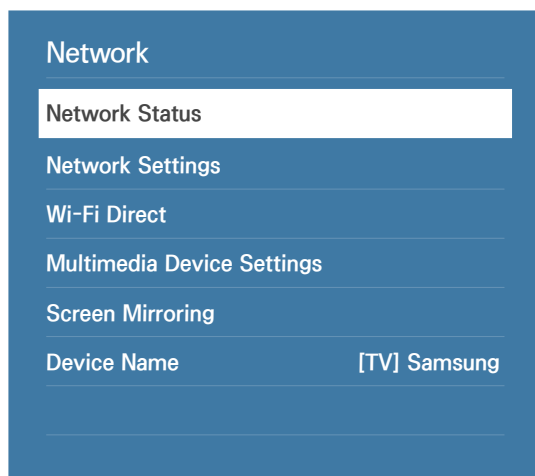 Network
Network Status
Network Settings
Wi-Fi Direct
Multimedia Device Settings
Screen Mirroring
Device Name [TV] Samsung